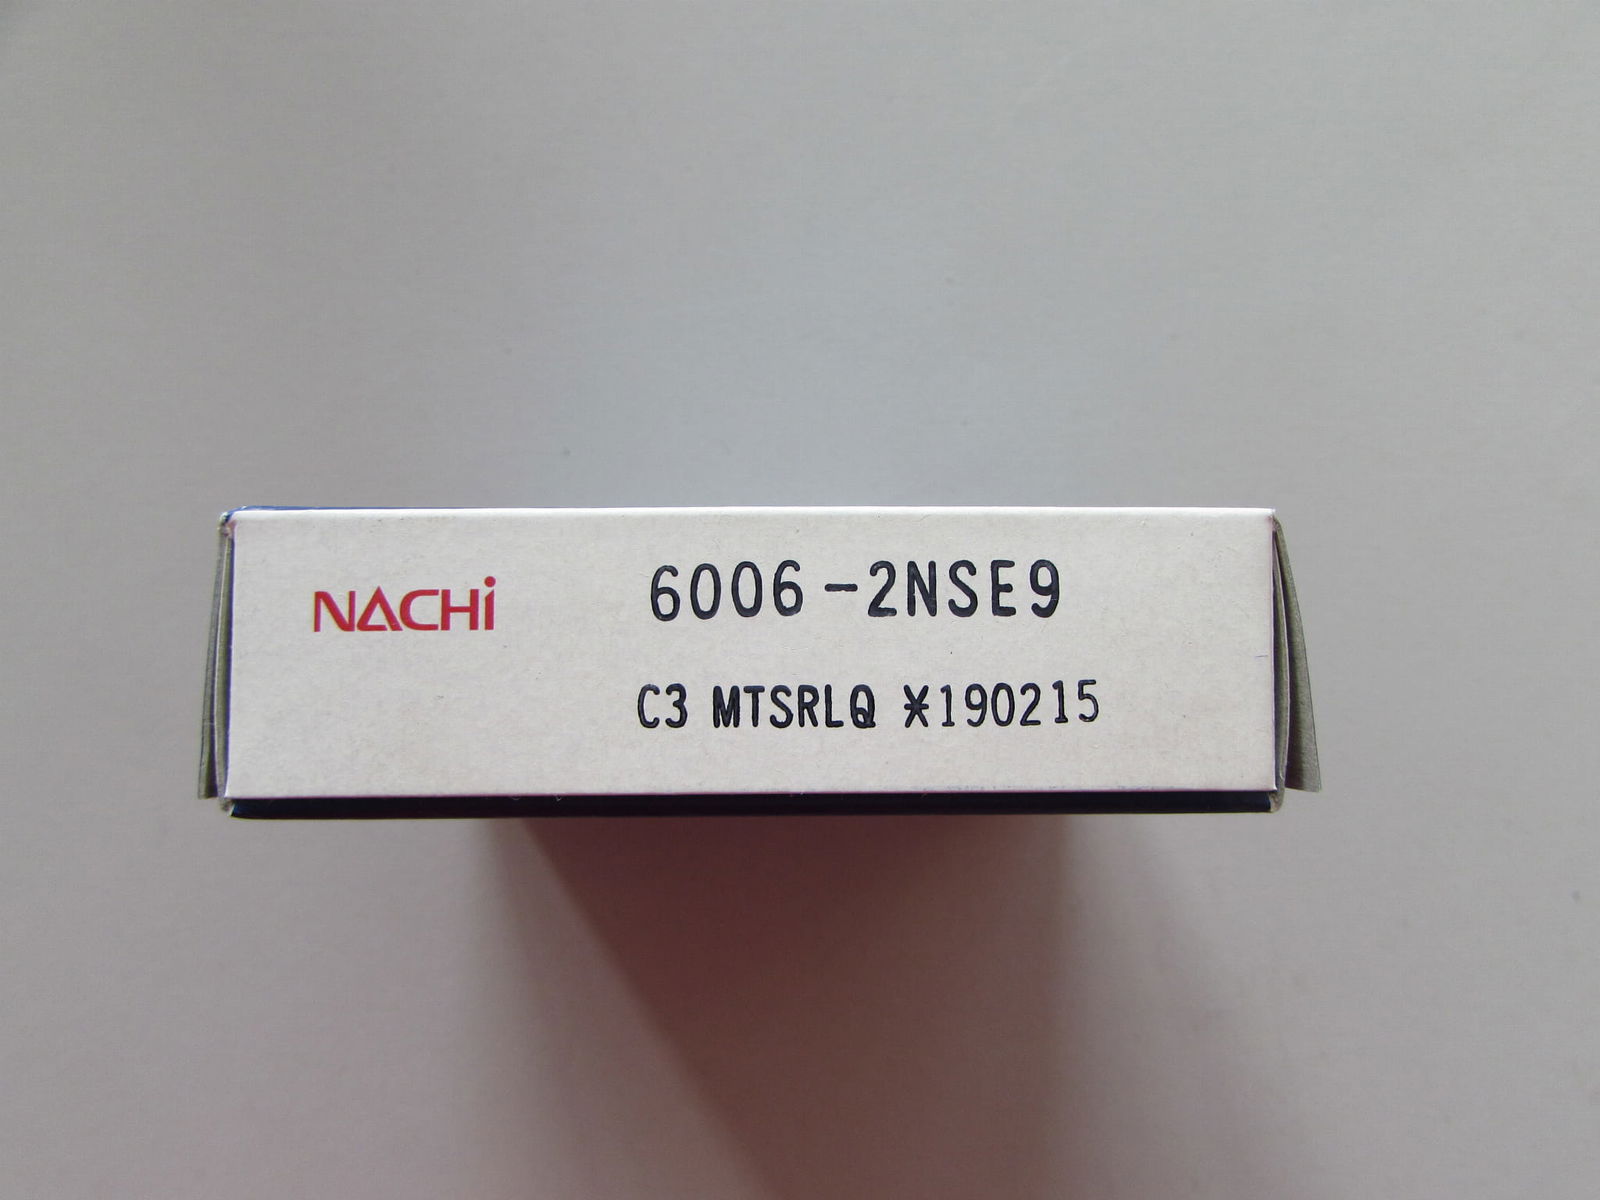 NACHi
6006-2NSE9
C3 MTSRLQ *190215